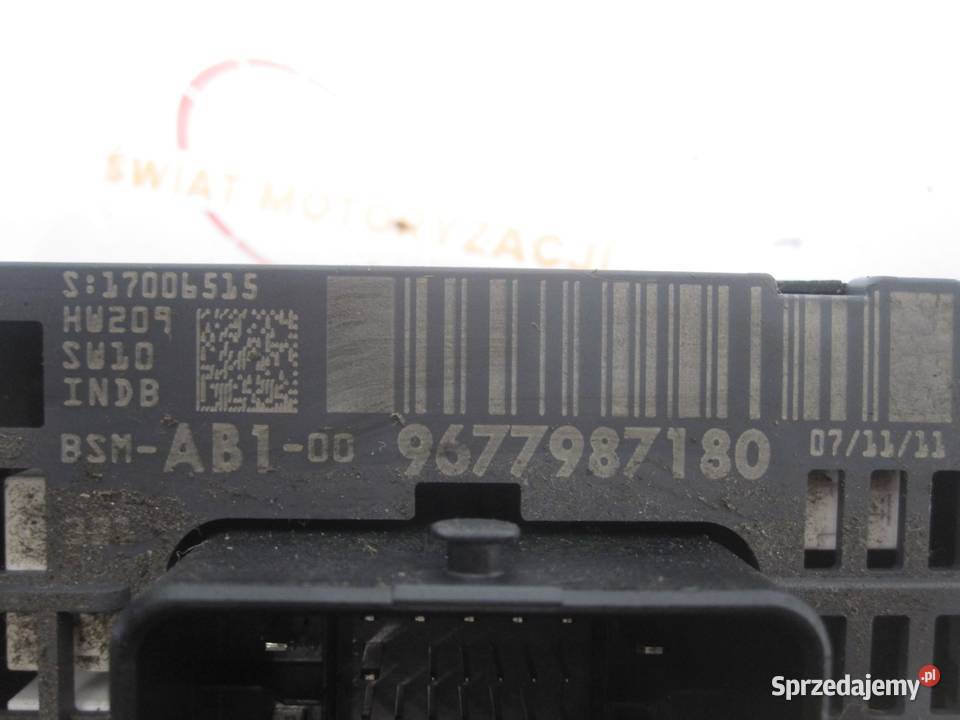 ŚWIAT MOTORYZACJI
S:17006515
HW209
SW10
INDB
BSM-AB1-00 9677987180 07/11/11
Sprzedajemy.pl